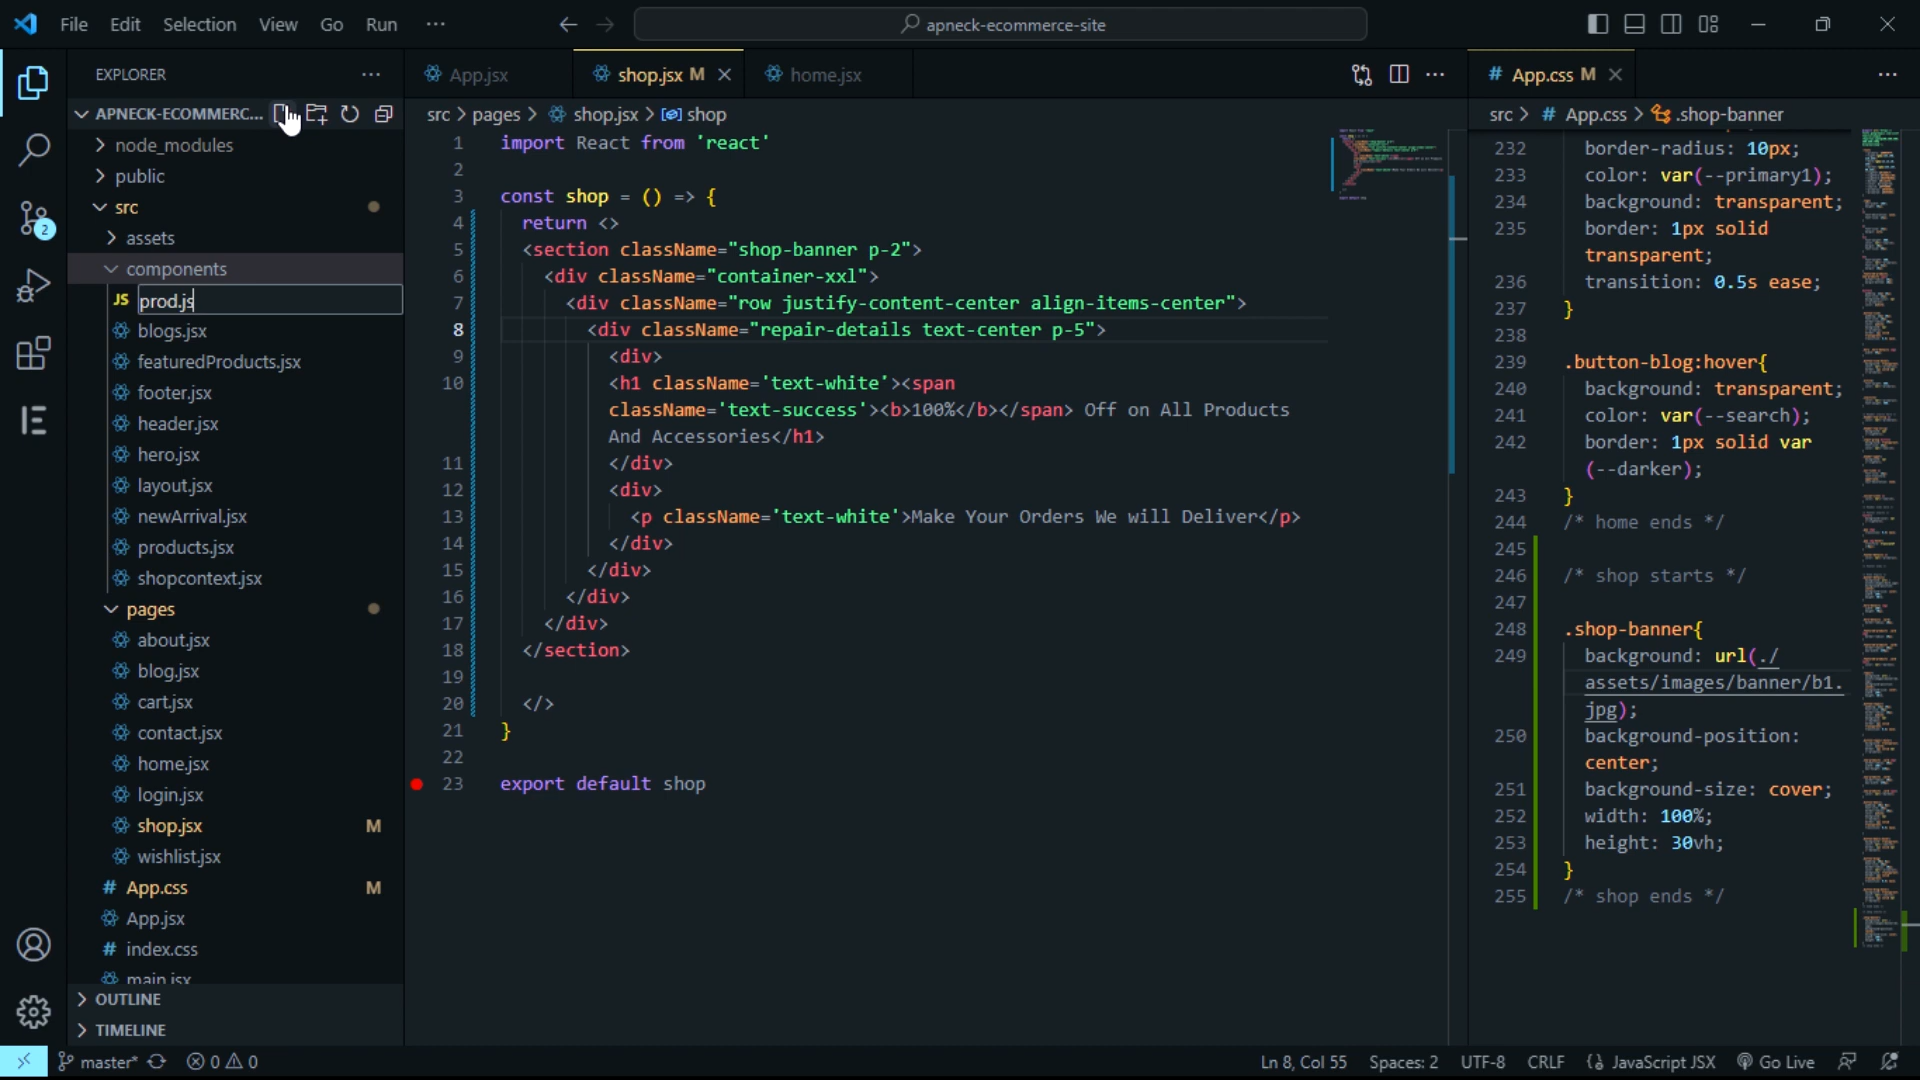 File Edit Selection View Go Run ···
apneck-ecommerce-site
EXPLORER
APNECK-ECOMMERC...
node_modules
public
src
assets
components
JS prod.js
blogs.jsx
featuredProducts.jsx
footer.jsx
header.jsx
hero.jsx
layout.jsx
newArrival.jsx
products.jsx
shopcontext.jsx
pages
about.jsx
blog.jsx
cart.jsx
contact.jsx
home.jsx
login.jsx
shop.jsx M
wishlist.jsx
# App.css M
App.jsx
# index.css
main.jsx
OUTLINE
TIMELINE
2
App.jsx
shop.jsx M
home.jsx
src > pages > shop.jsx > shop
1 import React from 'react'
2
3 const shop = () => {
4 return <>
5 <section className="shop-banner p-2">
6 <div className="container-xxl">
7 <div className="row justify-content-center align-items-center">
8 <div className="repair-details text-center p-5">
9 <div>
10 <h1 className='text-white'><span
className='text-success'><b>100%</b></span> Off on All Products
And Accessories</h1>
11 </div>
12 <div>
13 <p className='text-white'>Make Your Orders We will Deliver</p>
14 </div>
15 </div>
16 </div>
17 </div>
18 </section>
19
20 </>
21 }
22
23 export default shop
# App.css M
src > # App.css > .shop-banner
232 border-radius: 10px;
233 color: var(--primary1);
234 background: transparent;
235 border: 1px solid
transparent;
236 transition: 0.5s ease;
237 }
238
239 .button-blog:hover{
240 background: transparent;
241 color: var(--search);
242 border: 1px solid var
(--darker);
243 }
244 /* home ends */
245
246 /* shop starts */
247
248 .shop-banner{
249 background: url(./
assets/images/banner/b1.
jpg);
250 background-position:
center;
251 background-size: cover;
252 width: 100%;
253 height: 30vh;
254 }
255 /* shop ends */
master* 0 0
Ln 8, Col 55 Spaces: 2 UTF-8 CRLF {} JavaScript JSX Go Live